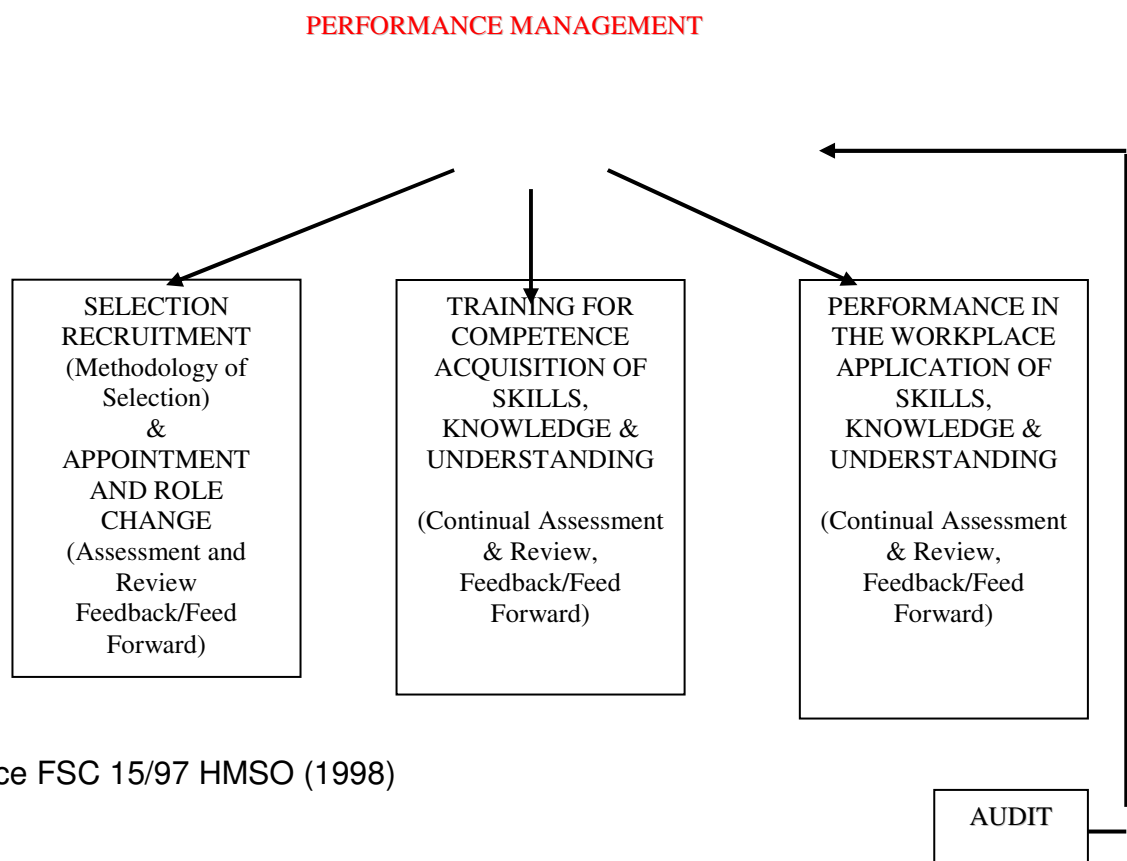 PERFORMANCE MANAGEMENT
SELECTION
RECRUITMENT
(Methodology of
Selection)
&
APPOINTMENT
AND ROLE
CHANGE
(Assessment and
Review
Feedback/Feed
Forward)
TRAINING FOR
COMPETENCE
ACQUISITION OF
SKILLS,
KNOWLEDGE &
UNDERSTANDING
(Continual Assessment
& Review,
Feedback/Feed
Forward)
PERFORMANCE IN
THE WORKPLACE
APPLICATION OF
SKILLS,
KNOWLEDGE &
UNDERSTANDING
(Continual Assessment
& Review,
Feedback/Feed
Forward)
ce FSC 15/97 HMSO (1998)
AUDIT